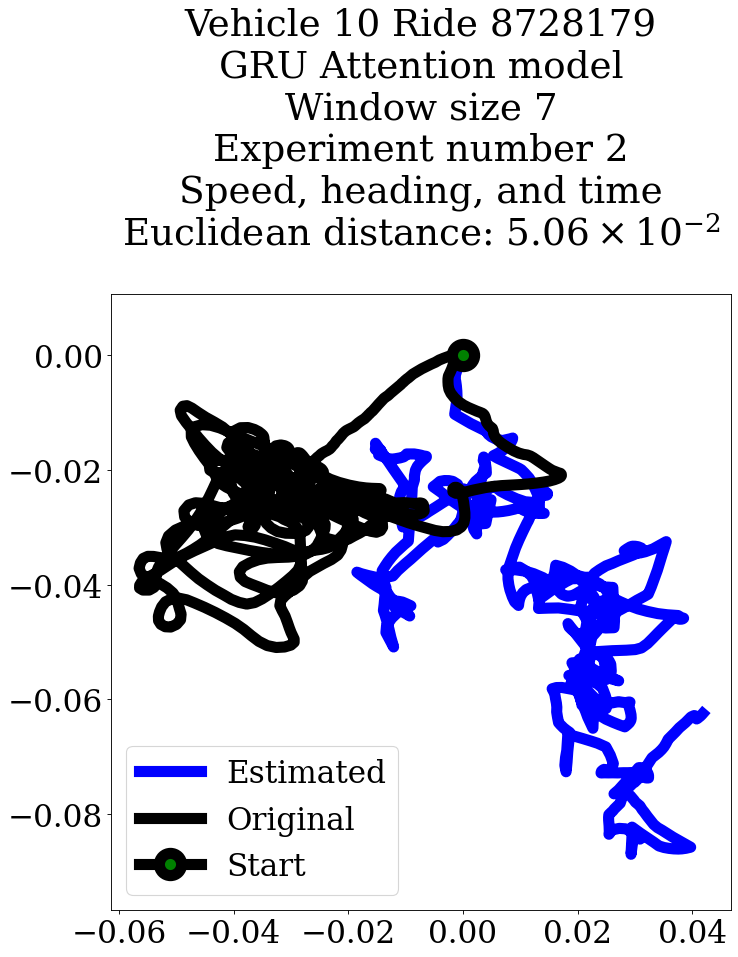 Vehicle 10 Ride 8728179
GRU Attention model
Window size 7
Experiment number 2
Speed, heading, and time
Euclidean distance: 5.06 × 10⁻²
0.00
−0.02
−0.04
−0.06
−0.08
Estimated
Original
Start
−0.06 −0.04 −0.02 0.00 0.02 0.04